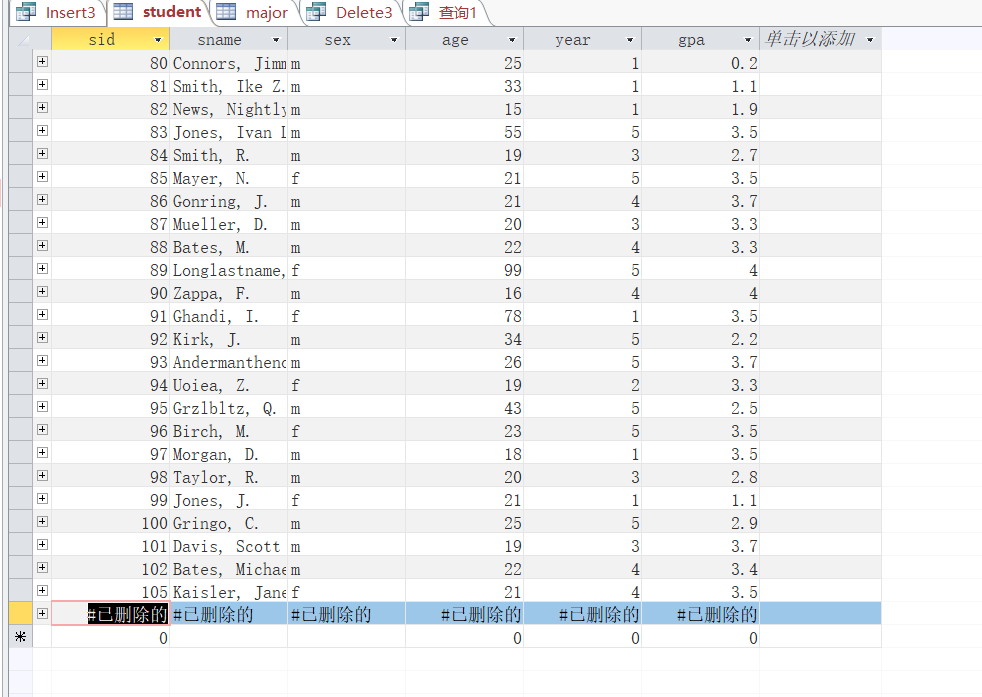 Insert3 student major Delete3 查询1
sid sname sex age year gpa 单击以添加
80 Connors, Jimm m 25 1 0.2
81 Smith, Ike Z. m 33 1 1.1
82 News, Nightly m 15 1 1.9
83 Jones, Ivan m 55 5 3.5
84 Smith, R. m 19 3 2.7
85 Mayer, N. f 21 5 3.5
86 Gonring, J. m 21 4 3.7
87 Mueller, D. m 20 3 3.3
88 Bates, M. m 22 4 3.3
89 Longlastname, f 99 5 4
90 Zappa, F. m 16 4 4
91 Ghandi, I. f 78 1 3.5
92 Kirk, J. m 34 5 2.2
93 Andermanthenc m 26 5 3.7
94 Uoiea, Z. f 19 2 3.3
95 Grzlbltz, Q. m 43 5 2.5
96 Birch, M. f 23 5 3.5
97 Morgan, D. m 18 1 3.5
98 Taylor, R. m 20 3 2.8
99 Jones, J. f 21 1 1.1
100 Gringo, C. m 25 5 2.9
101 Davis, Scott m 19 3 3.7
102 Bates, Michae m 22 4 3.4
105 Kaisler, Jane f 21 4 3.5
#已删除的 #已删除的 #已删除的 #已删除的 #已删除的 #已删除的
0 0 0 0